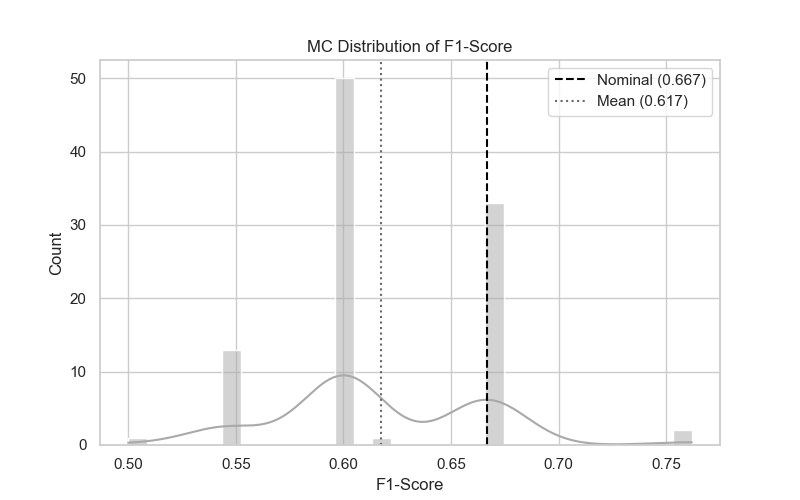 MC Distribution of F1-Score
Nominal (0.667)
Mean (0.617)
50
40
30
20
10
0
Count
0.50 0.55 0.60 0.65 0.70 0.75
F1-Score